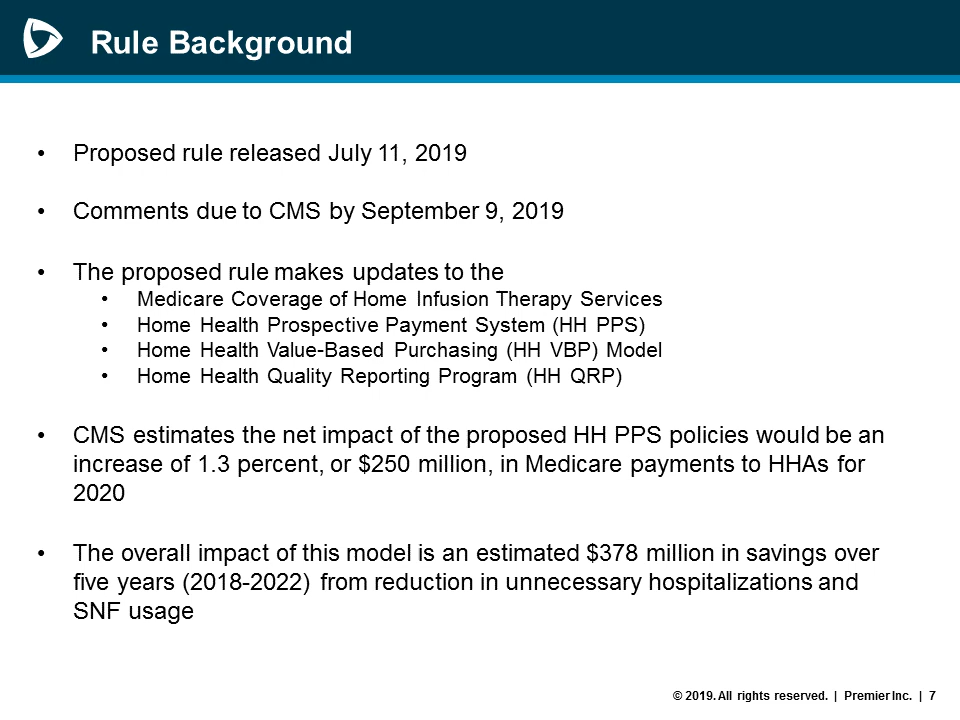 Rule Background
• Proposed rule released July 11, 2019
• Comments due to CMS by September 9, 2019
• The proposed rule makes updates to the
• Medicare Coverage of Home Infusion Therapy Services
• Home Health Prospective Payment System (HH PPS)
• Home Health Value-Based Purchasing (HH VBP) Model
• Home Health Quality Reporting Program (HH QRP)
• CMS estimates the net impact of the proposed HH PPS policies would be an
increase of 1.3 percent, or $250 million, in Medicare payments to HHAs for
2020
• The overall impact of this model is an estimated $378 million in savings over
five years (2018-2022) from reduction in unnecessary hospitalizations and
SNF usage
© 2019. All rights reserved. | Premier Inc. | 7